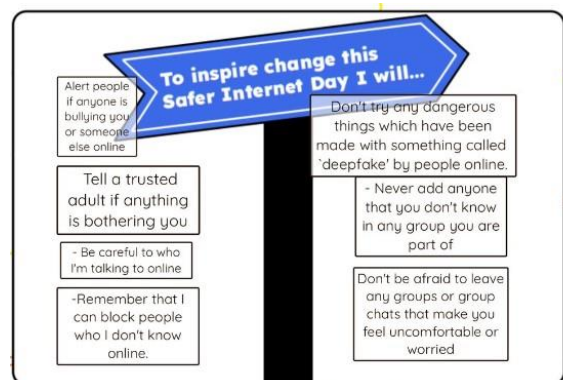 To inspire change this
Safer Internet Day I will...
Alert people
if anyone is
bullying you
or someone
else online
Tell a trusted
adult if anything
is bothering you
- Be careful to who
I'm talking to online
-Remember that I
can block people
who I don't know
online.
Don't try any dangerous
things which have been
made with something called
`deepfake' by people online.
- Never add anyone
that you don't know
in any group you are
part of
Don't be afraid to leave
any groups or group
chats that make you
feel uncomfortable or
worried